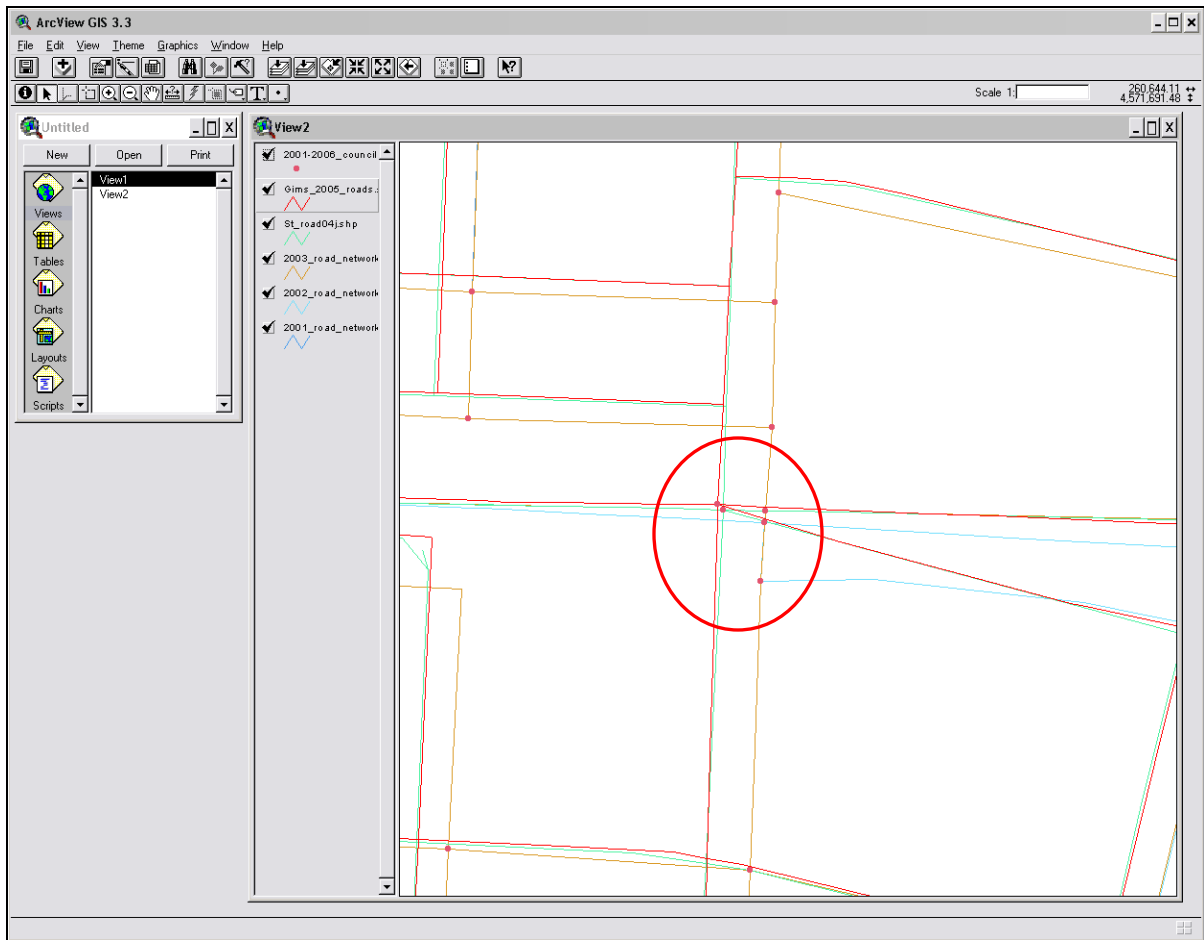 ArcView GIS 3.3
File Edit View Theme Graphics Window Help
Scale 1:
260,644.11
4,571,691.48
Untitled
New Open Print
View1
View2
Views
Tables
Charts
Layouts
Scripts
View2
2001-2006_council
Gims_2005_roads.s
St_road04j.shp
2003_road_network
2002_road_network
2001_road_network